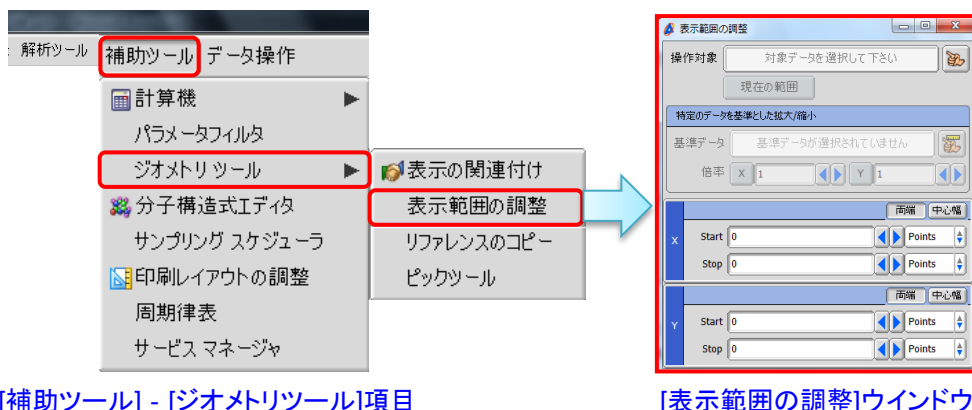 解析ツール 補助ツール データ操作
計算機
パラメータフィルタ
ジオメトリ ツール
分子構造式エディタ
サンプリング スケジューラ
印刷レイアウトの調整
周期律表
サービス マネージャ
表示の関連付け
表示範囲の調整
リファレンスのコピー
ピックツール
表示範囲の調整
操作対象 対象データを選択して下さい
現在の範囲
特定のデータを基準とした拡大/縮小
基準データ 基準データが選択されていません
倍率 X 1 Y 1
両端 中心幅
X
Start 0 Points
Stop 0 Points
両端 中心幅
Y
Start 0 Points
Stop 0 Points
[補助ツール] - [ジオメトリツール]項目
[表示範囲の調整]ウインドウ